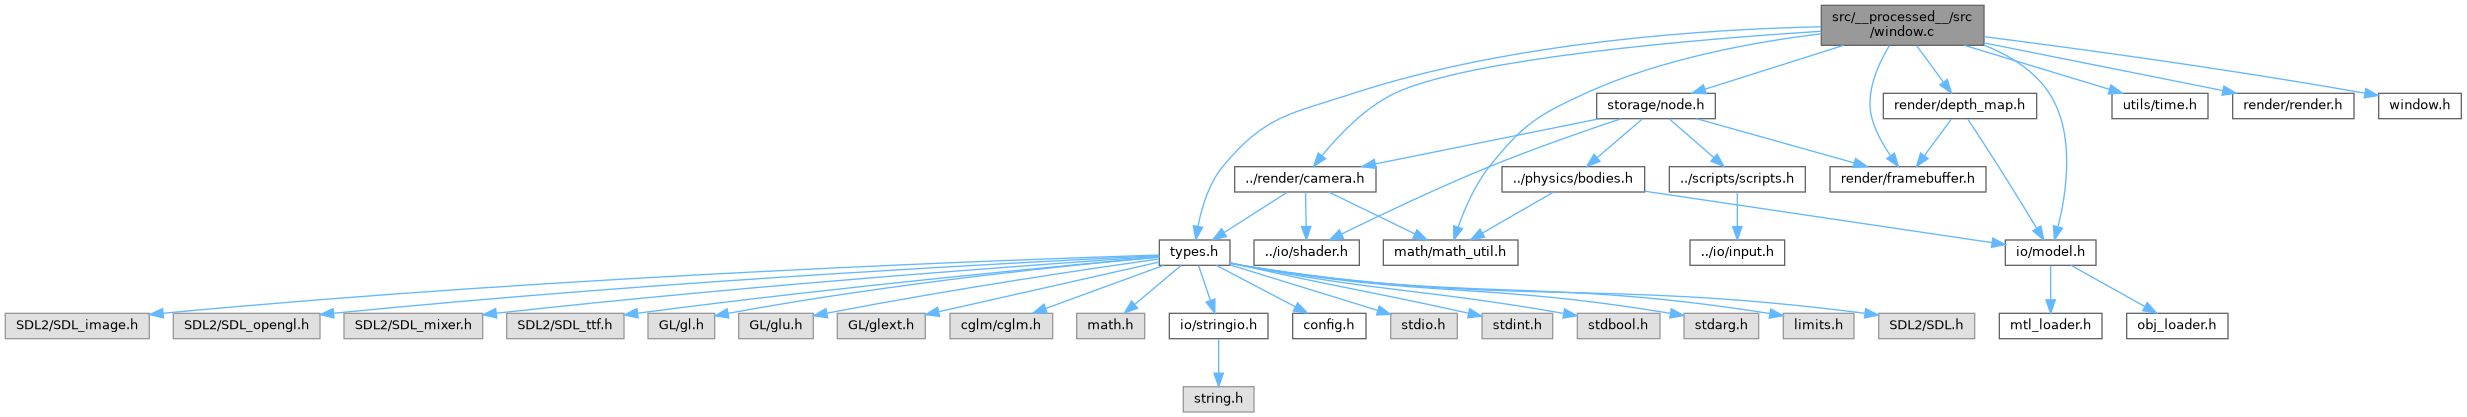 src/__processed__/src
/window.c
storage/node.h
render/depth_map.h
utils/time.h
render/render.h
window.h
../render/camera.h
../physics/bodies.h
../scripts/scripts.h
render/framebuffer.h
types.h
../io/shader.h
math/math_util.h
../io/input.h
io/model.h
SDL2/SDL_image.h
SDL2/SDL_opengl.h
SDL2/SDL_mixer.h
SDL2/SDL_ttf.h
GL/gl.h
GL/glu.h
GL/glext.h
cglm/cglm.h
math.h
io/stringio.h
config.h
stdio.h
stdint.h
stdbool.h
stdarg.h
limits.h
SDL2/SDL.h
mtl_loader.h
obj_loader.h
string.h